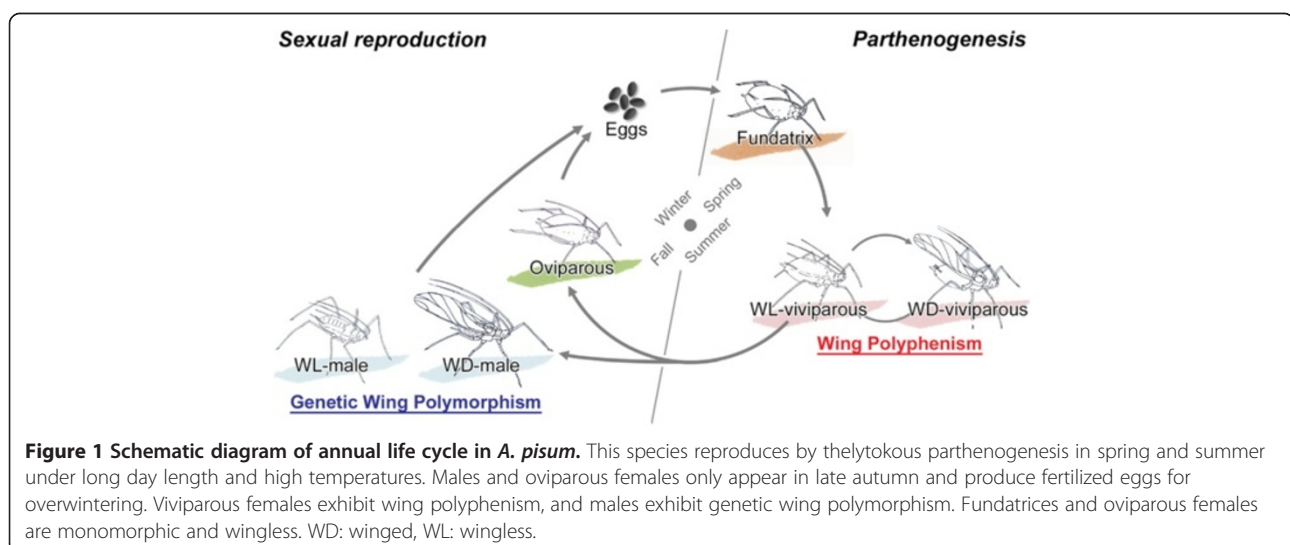 Sexual reproduction
Parthenogenesis
Eggs
Fundatrix
Winter
Spring
Fall
Summer
Oviparous
WL-viviparous
WD-viviparous
Wing Polyphenism
WL-male
WD-male
Genetic Wing Polymorphism
Figure 1 Schematic diagram of annual life cycle in A. pisum. This species reproduces by thelytokous parthenogenesis in spring and summer
under long day length and high temperatures. Males and oviparous females only appear in late autumn and produce fertilized eggs for
overwintering. Viviparous females exhibit wing polyphenism, and males exhibit genetic wing polymorphism. Fundatrices and oviparous females
are monomorphic and wingless. WD: winged, WL: wingless.